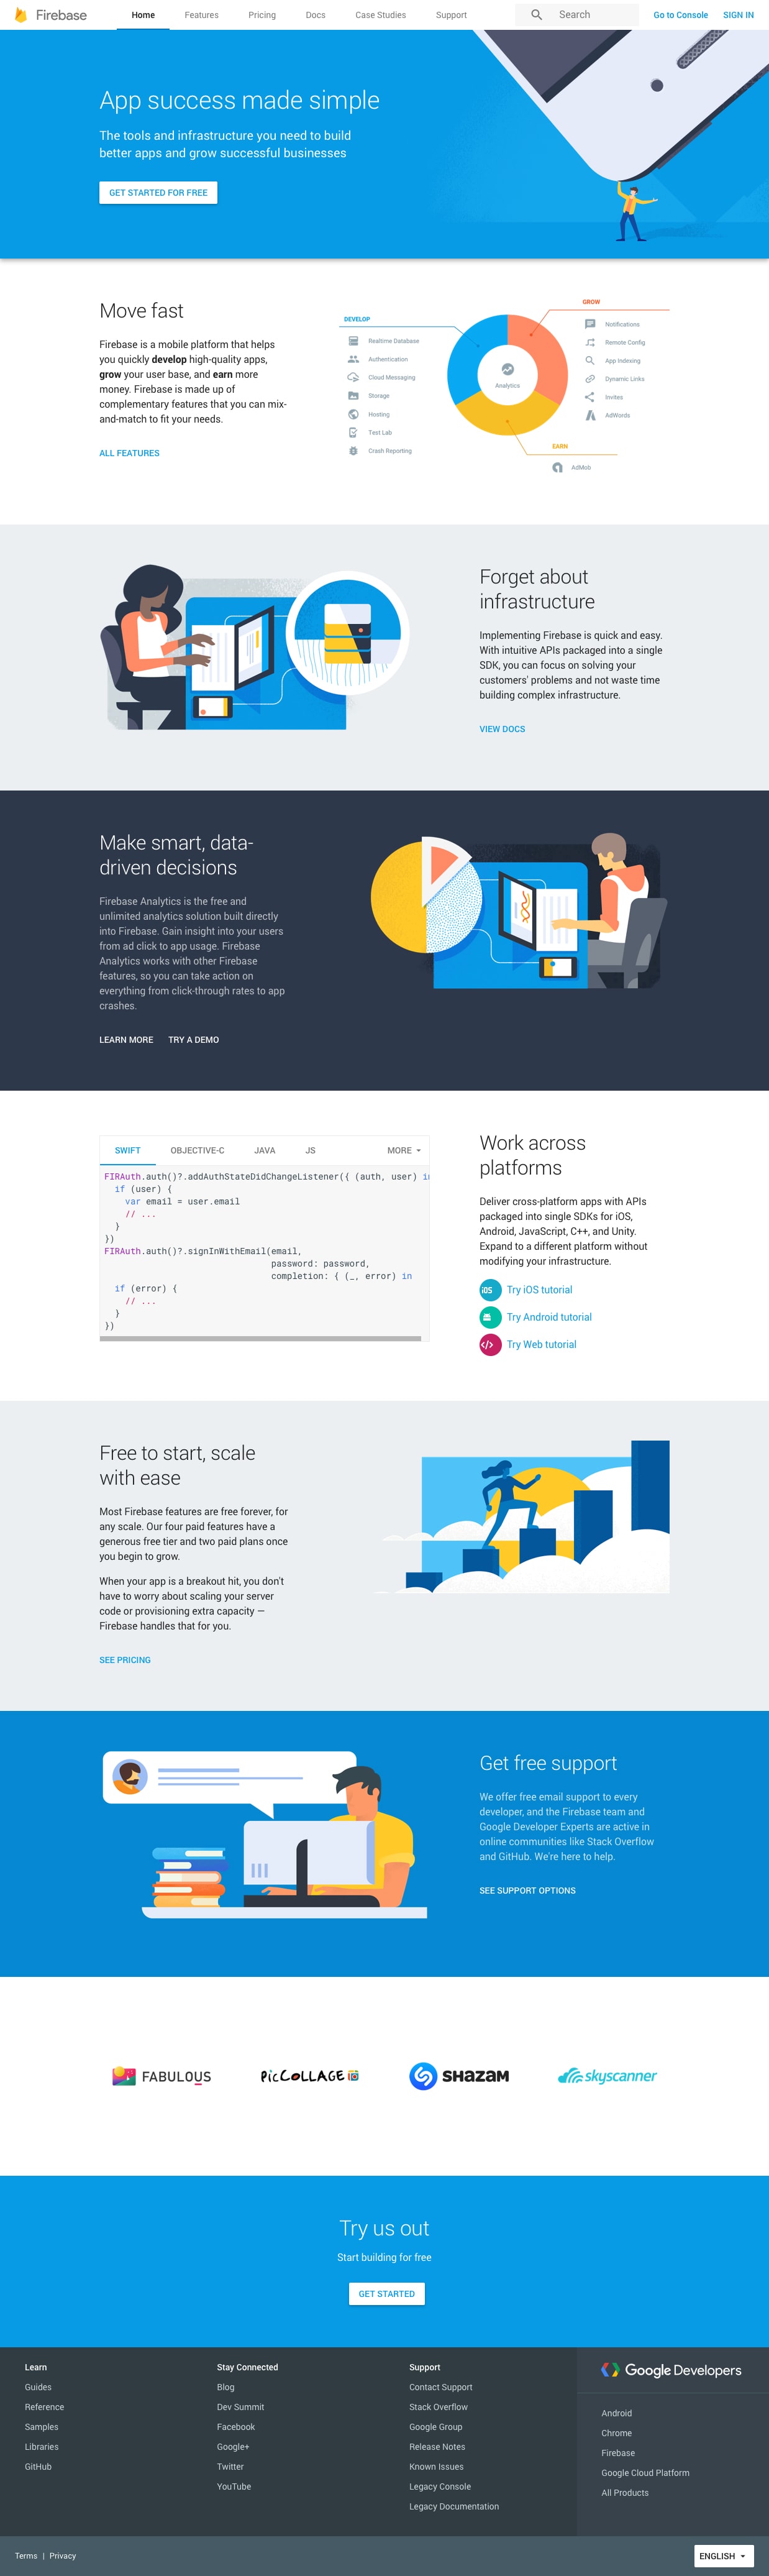 Firebase
Home
Features
Pricing
Docs
Case Studies
Support
Search
Go to Console
SIGN IN
App success made simple
The tools and infrastructure you need to build
better apps and grow successful businesses
GET STARTED FOR FREE
Move fast
Firebase is a mobile platform that helps
you quickly develop high-quality apps,
grow your user base, and earn more
money. Firebase is made up of
complementary features that you can mix-
and-match to fit your needs.
ALL FEATURES
DEVELOP
Realtime Database
Authentication
Cloud Messaging
Storage
Hosting
Test Lab
Crash Reporting
Analytics
GROW
Notifications
Remote Config
App Indexing
Dynamic Links
Invites
AdWords
EARN
AdMob
Forget about
infrastructure
Implementing Firebase is quick and easy.
With intuitive APIs packaged into a single
SDK, you can focus on solving your
customers' problems and not waste time
building complex infrastructure.
VIEW DOCS
Make smart, data-
driven decisions
Firebase Analytics is the free and
unlimited analytics solution built directly
into Firebase. Gain insight into your users
from ad click to app usage. Firebase
Analytics works with other Firebase
features, so you can take action on
everything from click-through rates to app
crashes.
LEARN MORE
TRY A DEMO
SWIFT
OBJECTIVE-C
JAVA
JS
MORE
FIRAuth.auth()?.addAuthStateDidChangeListener({ (auth, user) in
if (user) {
var email = user.email
// ...
}
})
FIRAuth.auth()?.signInWithEmail(email,
password: password,
completion: { (_, error) in
if (error) {
// ...
}
})
Work across
platforms
Deliver cross-platform apps with APIs
packaged into single SDKs for iOS,
Android, JavaScript, C++, and Unity.
Expand to a different platform without
modifying your infrastructure.
iOS
Try iOS tutorial
Try Android tutorial
</>
Try Web tutorial
Free to start, scale
with ease
Most Firebase features are free forever, for
any scale. Our four paid features have a
generous free tier and two paid plans once
you begin to grow.
When your app is a breakout hit, you don't
have to worry about scaling your server
code or provisioning extra capacity —
Firebase handles that for you.
SEE PRICING
Get free support
We offer free email support to every
developer, and the Firebase team and
Google Developer Experts are active in
online communities like Stack Overflow
and GitHub. We're here to help.
SEE SUPPORT OPTIONS
FABULOUS
PicCOLLAGE
SHAZAM
skyscanner
Try us out
Start building for free
GET STARTED
Learn
Guides
Reference
Samples
Libraries
GitHub
Stay Connected
Blog
Dev Summit
Facebook
Google+
Twitter
YouTube
Support
Contact Support
Stack Overflow
Google Group
Release Notes
Known Issues
Legacy Console
Legacy Documentation
Google Developers
Android
Chrome
Firebase
Google Cloud Platform
All Products
Terms | Privacy
ENGLISH